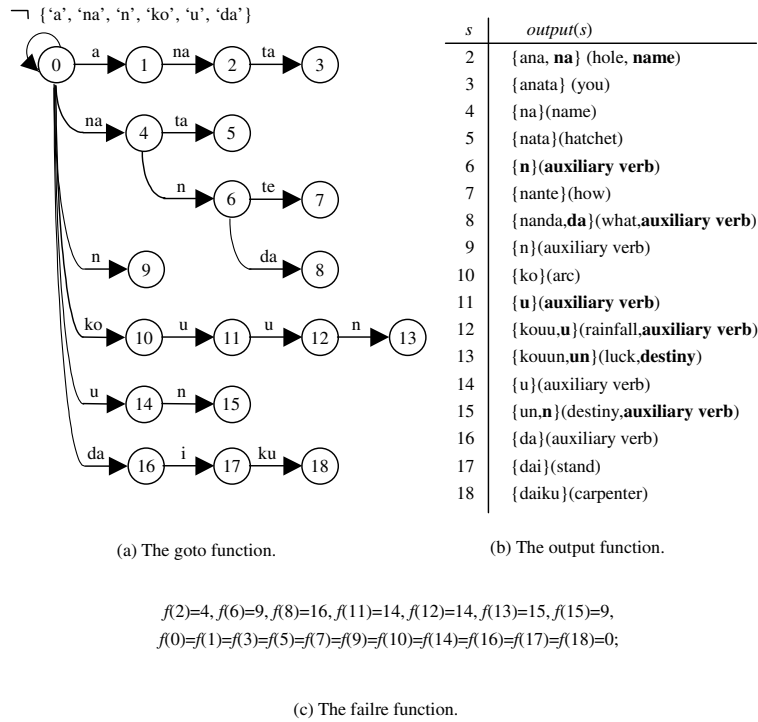 ¬ {‘a’, ‘na’, ‘n’, ‘ko’, ‘u’, ‘da’}
0 a 1 na 2 ta 3
na 4 ta 5
n 6 te 7
da 8
n 9
ko 10 u 11 u 12 n 13
u 14 n 15
da 16 i 17 ku 18
(a) The goto function.
s output(s)
2 {ana, na} (hole, name)
3 {anata} (you)
4 {na}(name)
5 {nata}(hatchet)
6 {n}(auxiliary verb)
7 {nante}(how)
8 {nanda,da}(what,auxiliary verb)
9 {n}(auxiliary verb)
10 {ko}(arc)
11 {u}(auxiliary verb)
12 {kouu,u}(rainfall,auxiliary verb)
13 {kouun,un}(luck,destiny)
14 {u}(auxiliary verb)
15 {un,n}(destiny,auxiliary verb)
16 {da}(auxiliary verb)
17 {dai}(stand)
18 {daiku}(carpenter)
(b) The output function.
f(2)=4, f(6)=9, f(8)=16, f(11)=14, f(12)=14, f(13)=15, f(15)=9,
f(0)=f(1)=f(3)=f(5)=f(7)=f(9)=f(10)=f(14)=f(16)=f(17)=f(18)=0;
(c) The failre function.